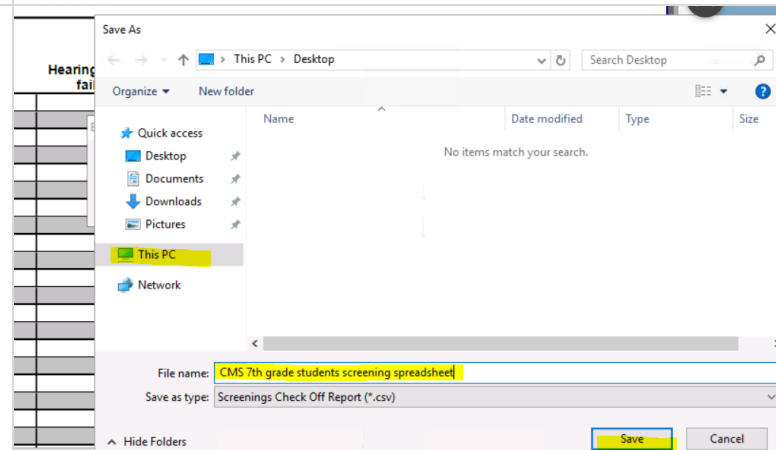 Save As
This PC > Desktop
Search Desktop
Hearing
fai
Organize
New folder
Name
Date modified
Type
Size
Quick access
No items match your search.
Desktop
Documents
Downloads
Pictures
This PC
Network
File name: CMS 7th grade students screening spreadsheet
Save as type: Screenings Check Off Report (*.csv)
Hide Folders
Save
Cancel